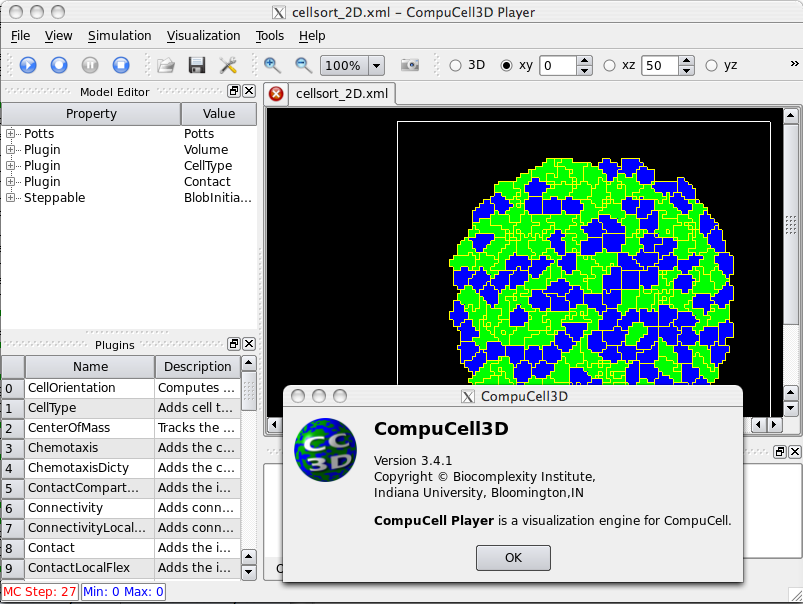 cellsort_2D.xml – CompuCell3D Player
File View Simulation Visualization Tools Help
100% 3D xy 0 xz 50 yz »
Model Editor
cellsort_2D.xml
Property Value
Potts Potts
Plugin Volume
Plugin CellType
Plugin Contact
Steppable BlobInitia...
Plugins
Name Description
0 CellOrientation Computes ...
1 CellType Adds cell t...
2 CenterOfMass Tracks the ...
3 Chemotaxis Adds the c...
4 ChemotaxisDicty Adds the c...
5 ContactCompart... Adds the i...
6 Connectivity Adds conn...
7 ConnectivityLocal... Adds conn...
8 Contact Adds the i...
9 ContactLocalFlex Adds the i...
CompuCell3D
CC
3D
CompuCell3D
Version 3.4.1
Copyright © Biocomplexity Institute,
Indiana University, Bloomington,IN
CompuCell Player is a visualization engine for CompuCell.
OK
MC Step: 27 Min: 0 Max: 0